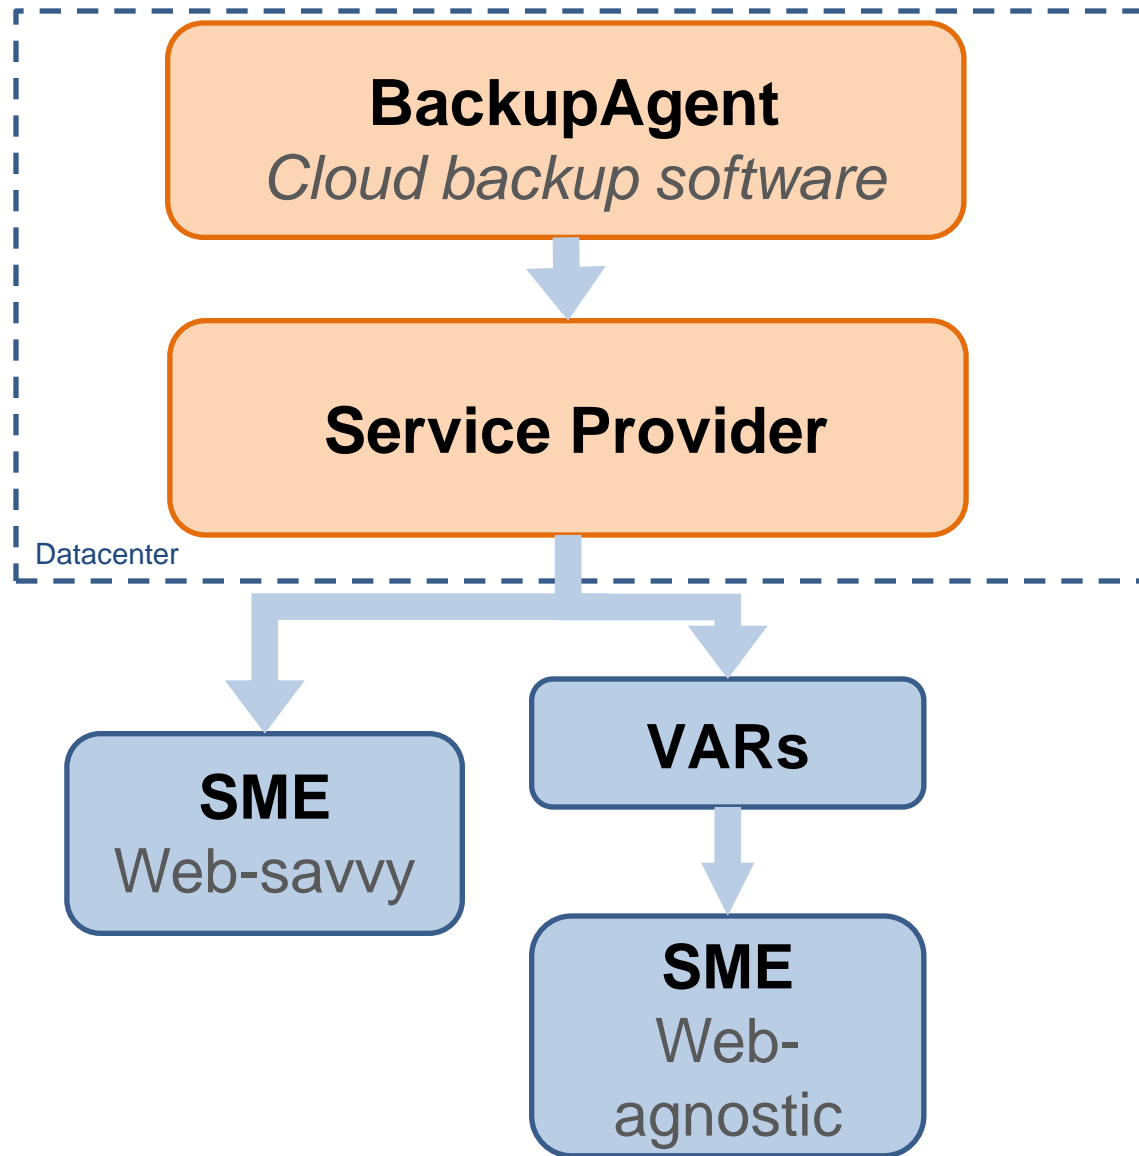 BackupAgent
Cloud backup software
Service Provider
Datacenter
SME
Web-savvy
VARs
SME
Web-
agnostic